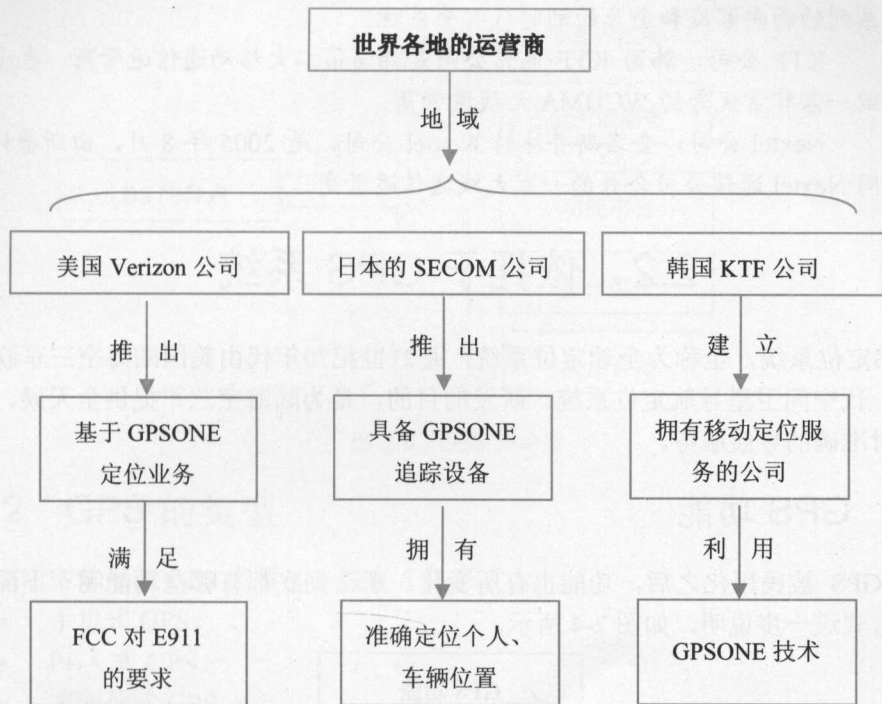 世界各地的运营商
地 域
美国 Verizon 公司
日本的 SECOM 公司
韩国 KTF 公司
推 出
推 出
建 立
基于 GPSONE
定位业务
具备 GPSONE
追踪设备
拥有移动定位服
务的公司
满 足
拥 有
利 用
FCC 对 E911
的要求
准确定位个人、
车辆位置
GPSONE 技术